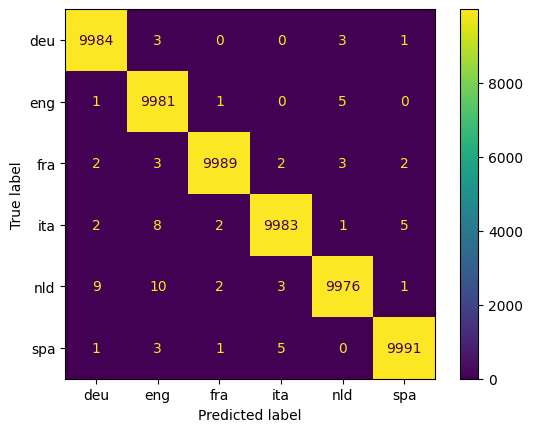 deu 9984 3 0 0 3 1
eng 1 9981 1 0 5 0
fra 2 3 9989 2 3 2
ita 2 8 2 9983 1 5
nld 9 10 2 3 9976 1
spa 1 3 1 5 0 9991
deu eng fra ita nld spa
Predicted label
True label
8000
6000
4000
2000
0